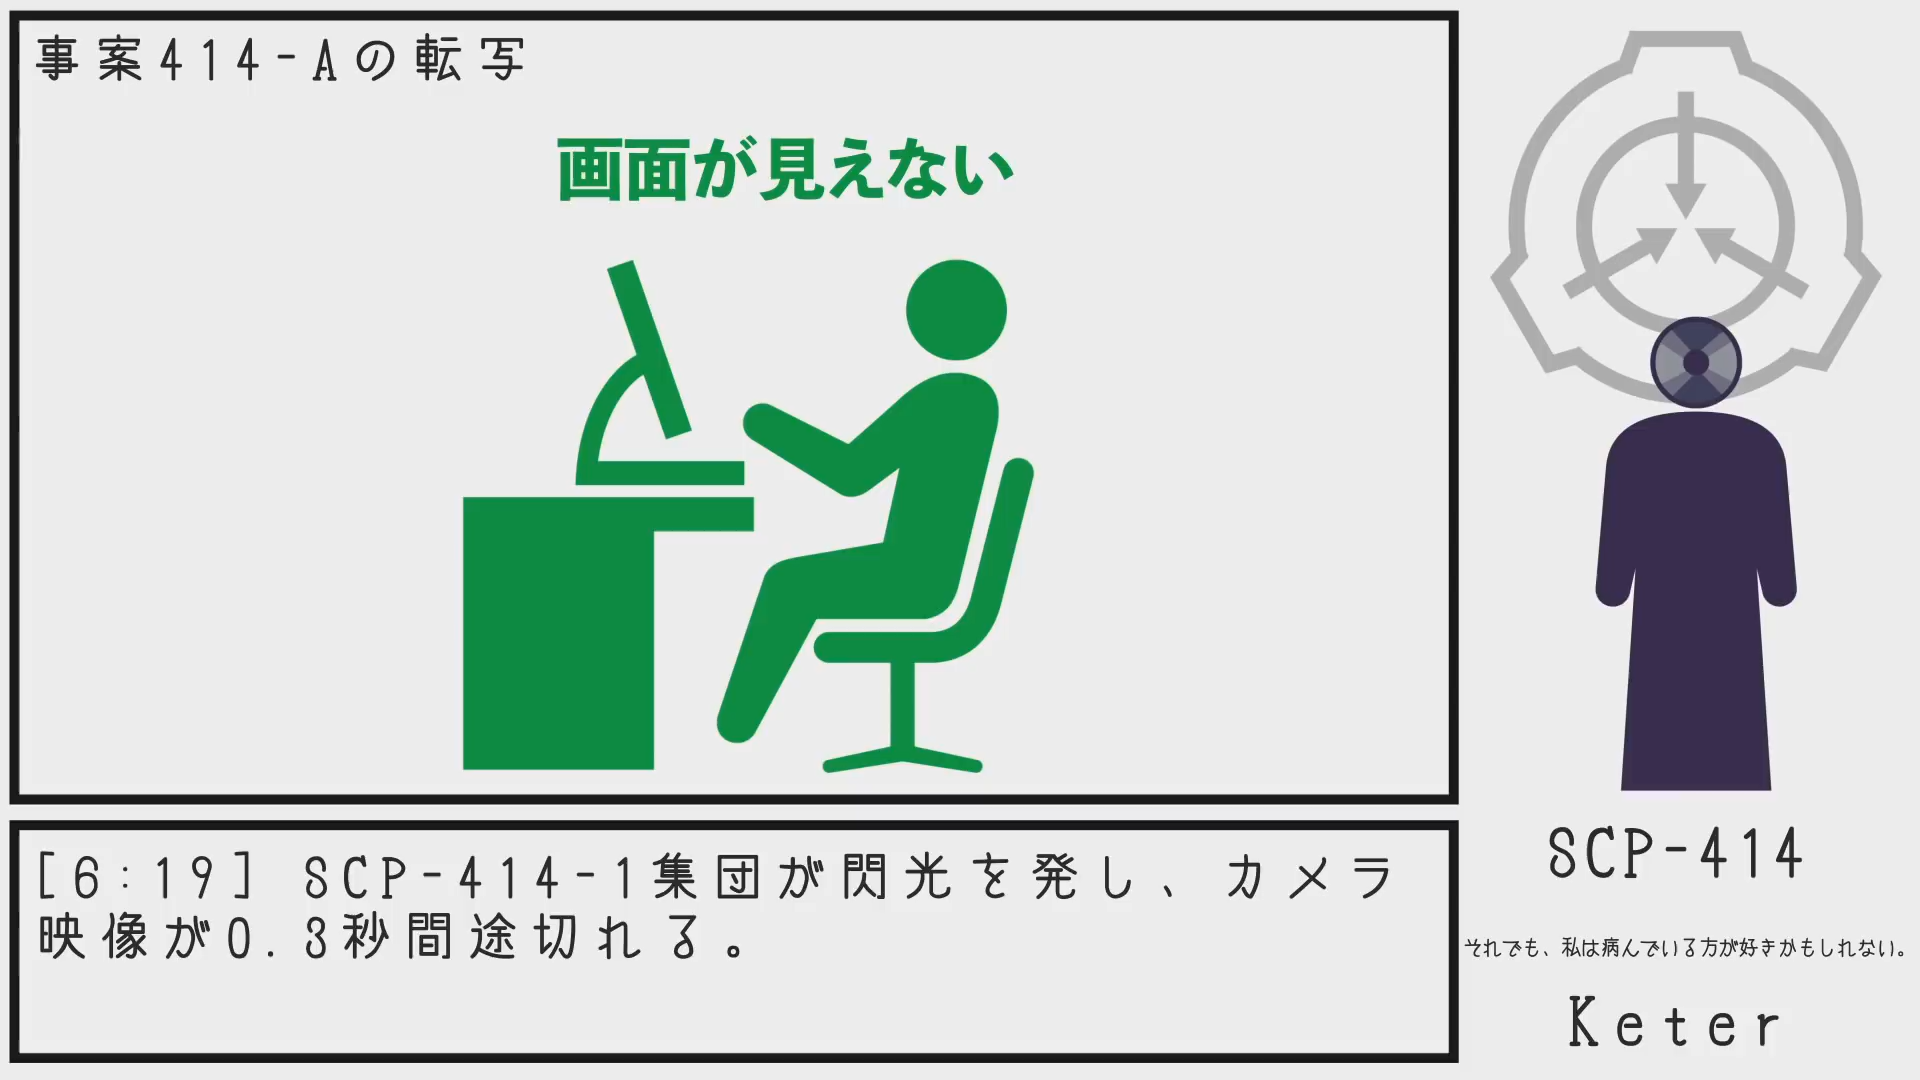 事案414-Aの転写
画面が見えない
[6:19] SCP-414-1集団が閃光を発し、カメラ
映像が0.3秒間途切れる。
SCP-414
それでも、私は病んでいる方が好きかもしれない。
Keter